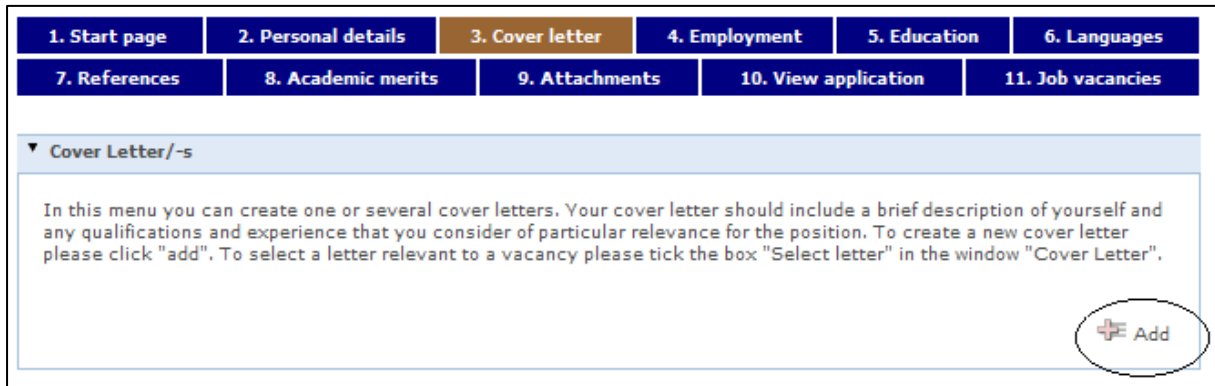 1. Start page 2. Personal details 3. Cover letter 4. Employment 5. Education 6. Languages
7. References 8. Academic merits 9. Attachments 10. View application 11. Job vacancies
Cover Letter/-s
In this menu you can create one or several cover letters. Your cover letter should include a brief description of yourself and
any qualifications and experience that you consider of particular relevance for the position. To create a new cover letter
please click "add". To select a letter relevant to a vacancy please tick the box "Select letter" in the window "Cover Letter".
Add